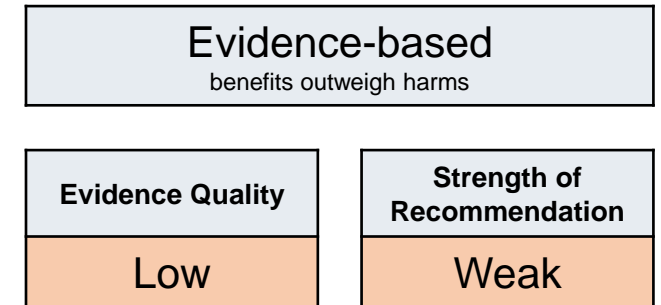 Evidence-based
benefits outweigh harms
Evidence Quality
Low
Strength of
Recommendation
Weak